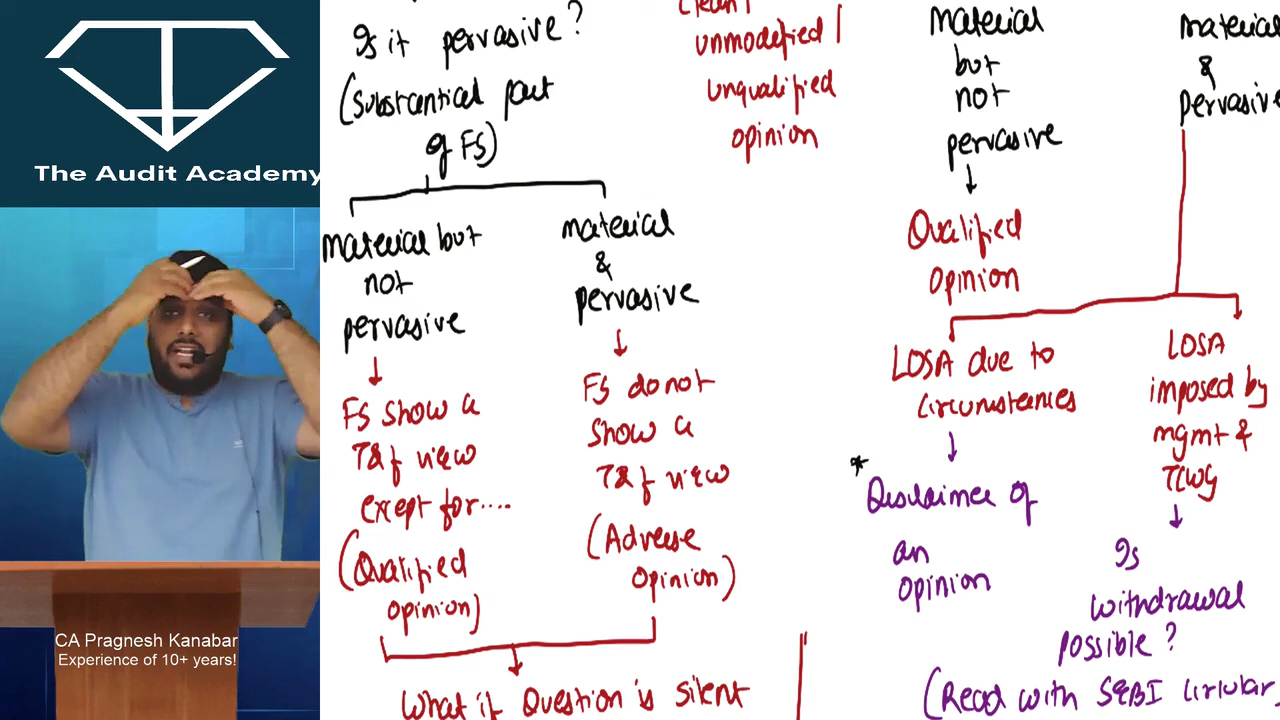 The Audit Academy
CA Pragnesh Kanabar
Experience of 10+ years!
Is it pervasive?
(Substantial part
of FS)
material but
not
pervasive
FS show a
T&f view
except for....
(Qualified
opinion)
material
&
pervasive
FS do not
show a
T&f view
(Adverse
opinion)
What if Question is silent
unmodified /
unqualified
opinion
material
but
not
pervasive
Qualified
opinion
material
&
pervasive
LOSA due to
circumstances
*
Disclaimer of
an
opinion
LOSA
imposed by
mgmt &
TCWG
Is
withdrawal
possible?
(Read with SEBI circular